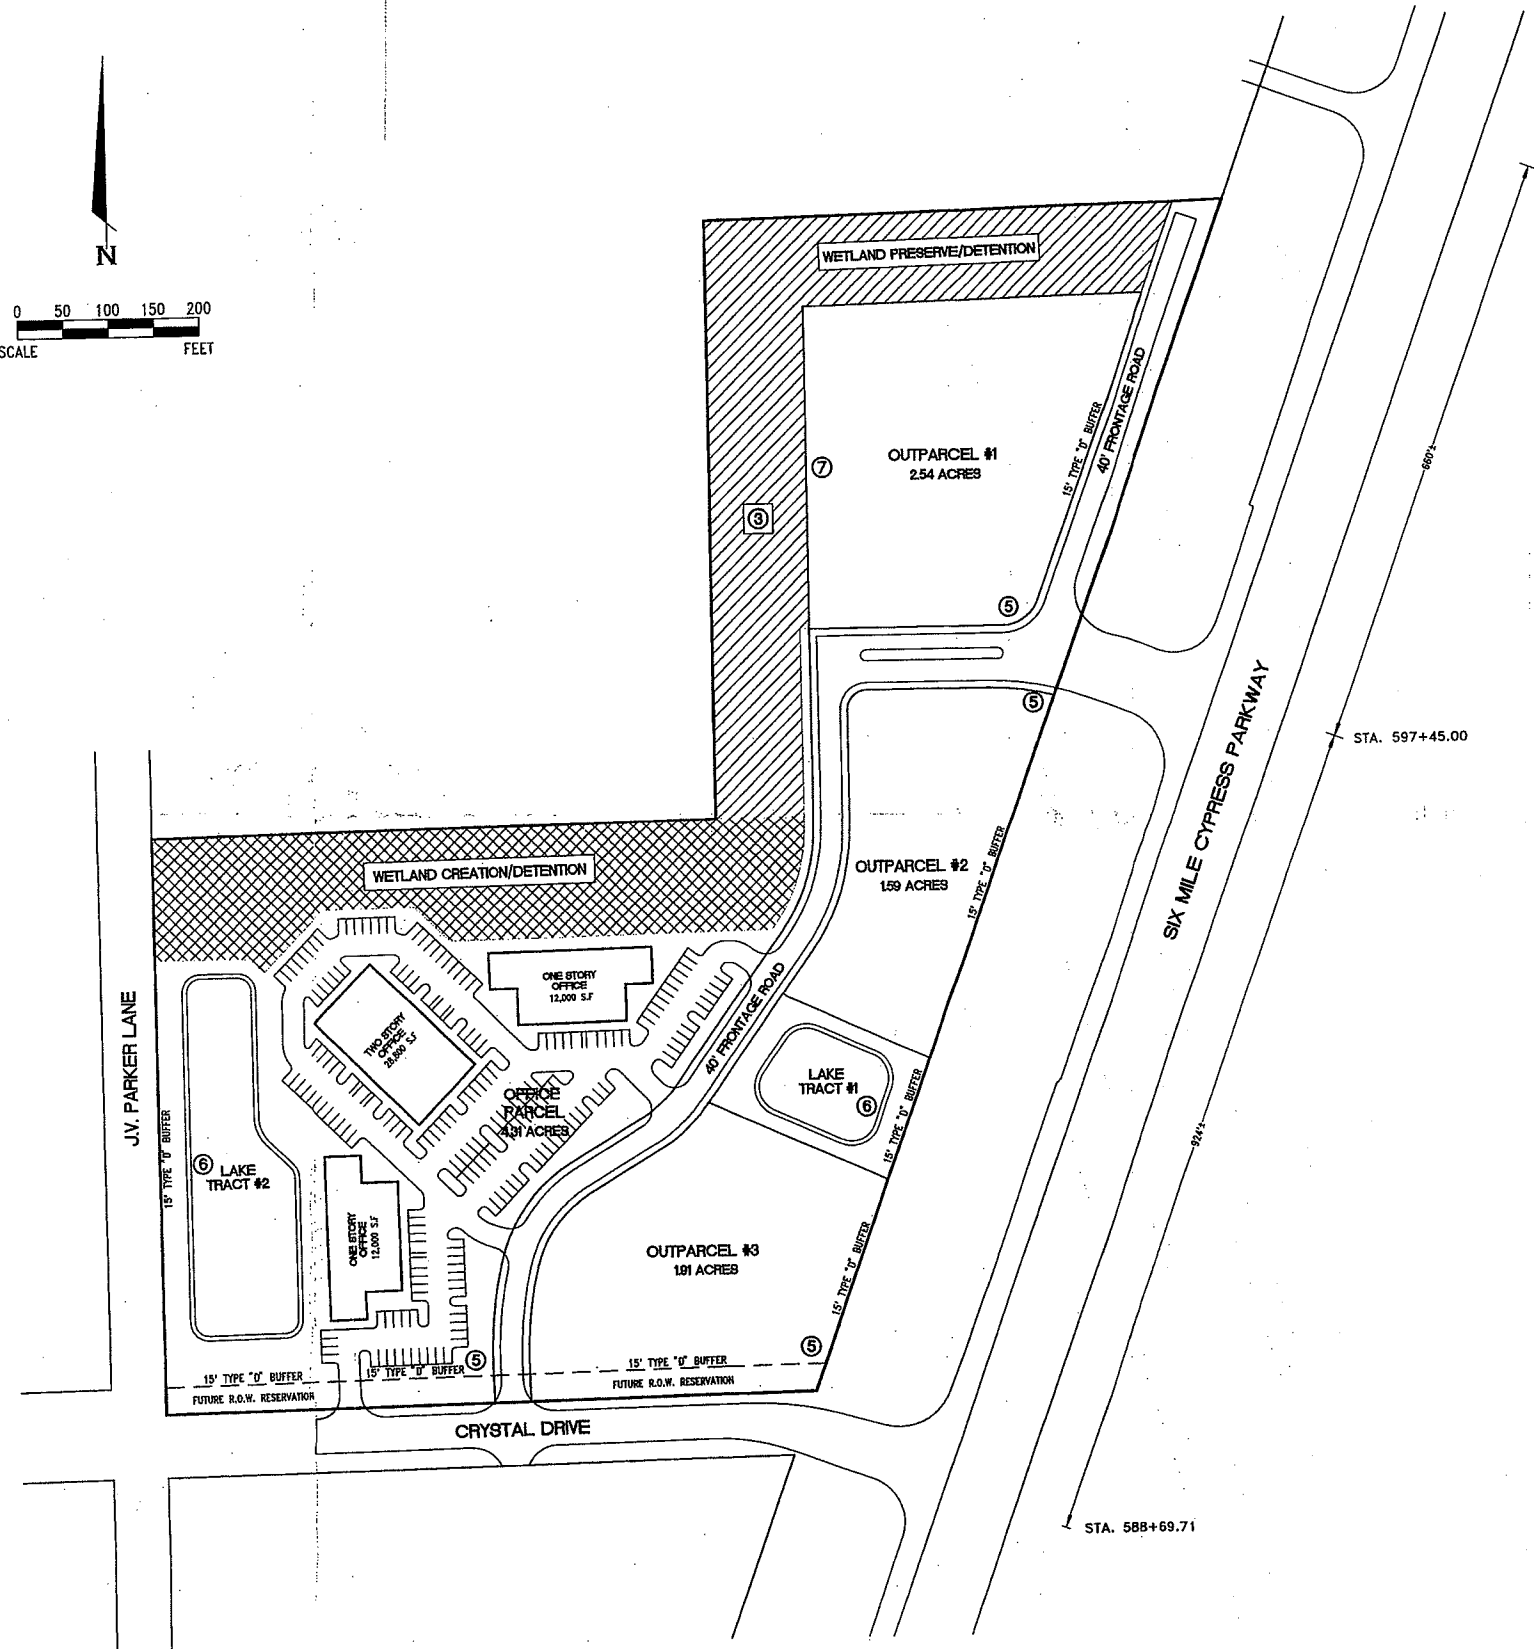 N
0 50 100 150 200
SCALE FEET
WETLAND PRESERVE/DETENTION
40' FRONTAGE ROAD
15' TYPE "D" BUFFER
OUTPARCEL #1
2.54 ACRES
7
3
5
660'±
5
STA. 597+45.00
SIX MILE CYPRESS PARKWAY
OUTPARCEL #2
1.59 ACRES
15' TYPE "D" BUFFER
WETLAND CREATION/DETENTION
ONE STORY
OFFICE
12,000 S.F
TWO STORY
OFFICE
28,800 S.F
40' FRONTAGE ROAD
J.V. PARKER LANE
LAKE
TRACT #1
6
15' TYPE "D" BUFFER
OFFICE
PARCEL
4.31 ACRES
924'±
15' TYPE "D" BUFFER
6
LAKE
TRACT #2
ONE STORY
OFFICE
12,000 S.F
OUTPARCEL #3
1.91 ACRES
15' TYPE "D" BUFFER
5
5
15' TYPE "D" BUFFER
15' TYPE "D" BUFFER
15' TYPE "D" BUFFER
FUTURE R.O.W. RESERVATION
FUTURE R.O.W. RESERVATION
CRYSTAL DRIVE
STA. 588+69.71